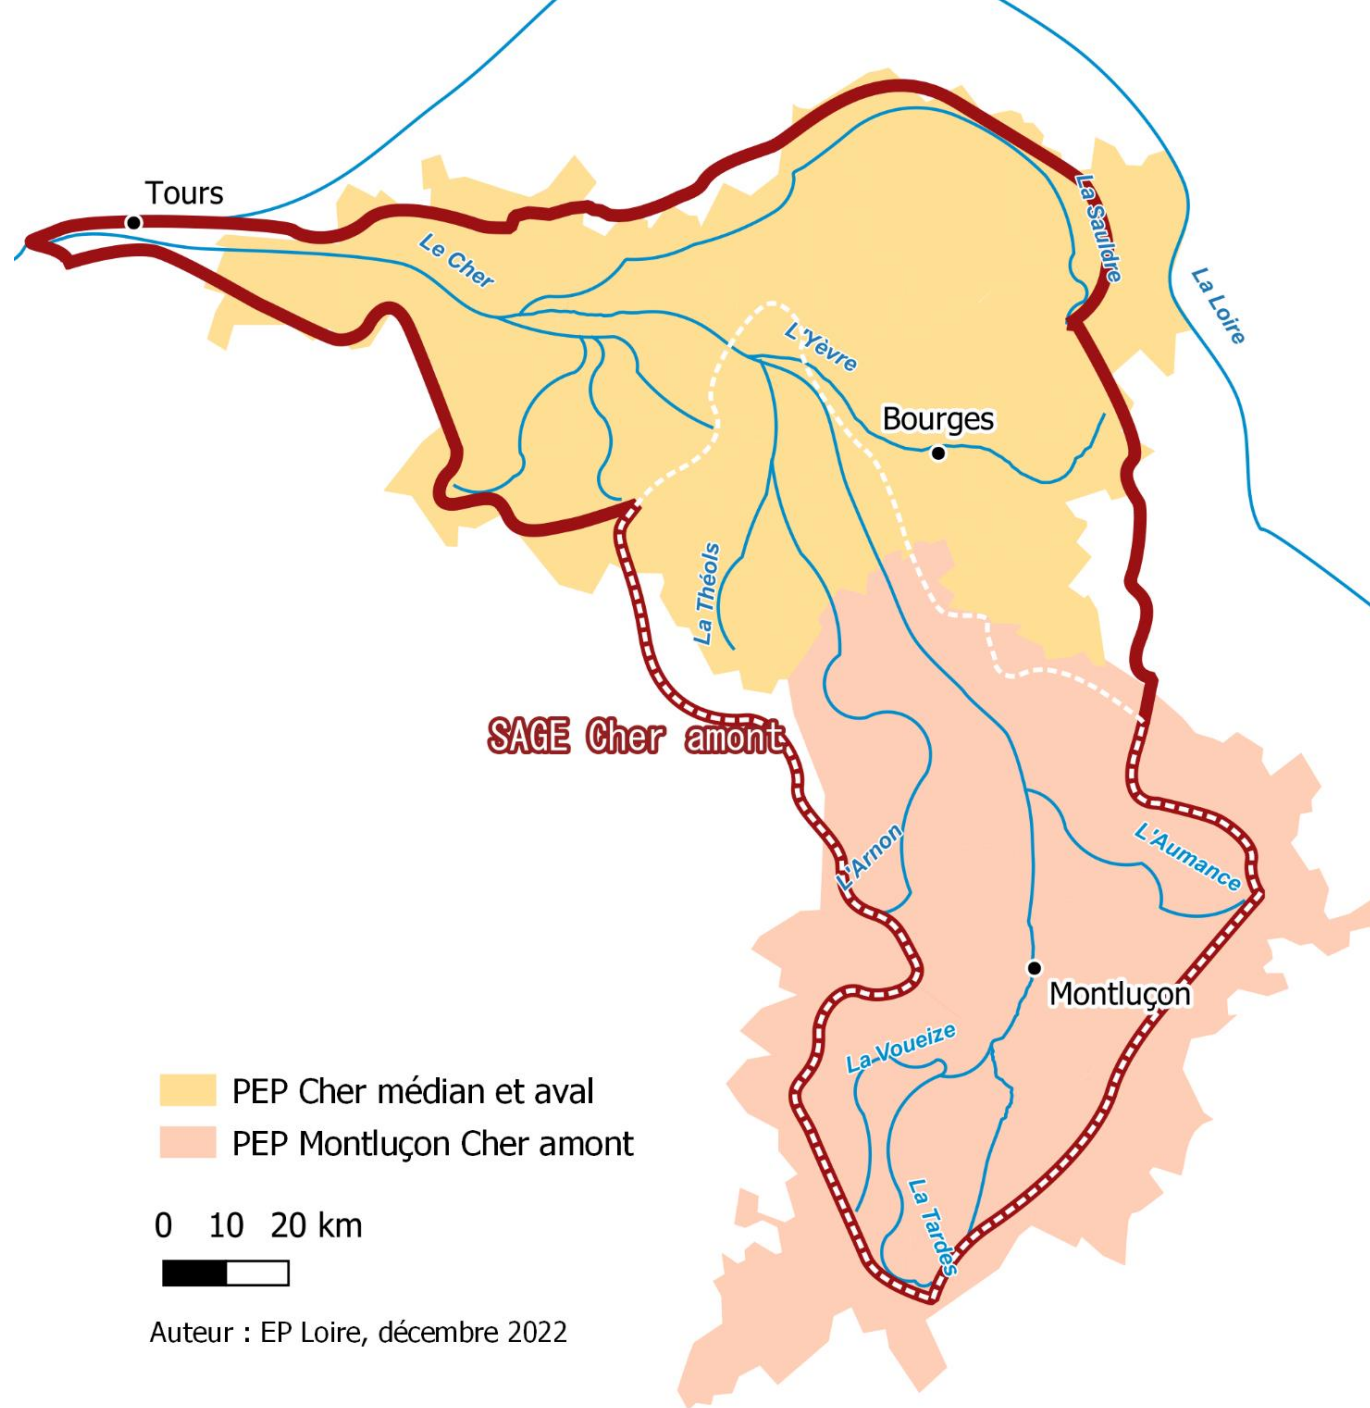 Tours
Le Cher
La Sauldre
La Loire
L'Yèvre
Bourges
La Théols
SAGE Cher amont
L'Arnon
L'Aumance
Montluçon
La Voueize
La Tardes
PEP Cher médian et aval
PEP Montluçon Cher amont
0 10 20 km
Auteur : EP Loire, décembre 2022